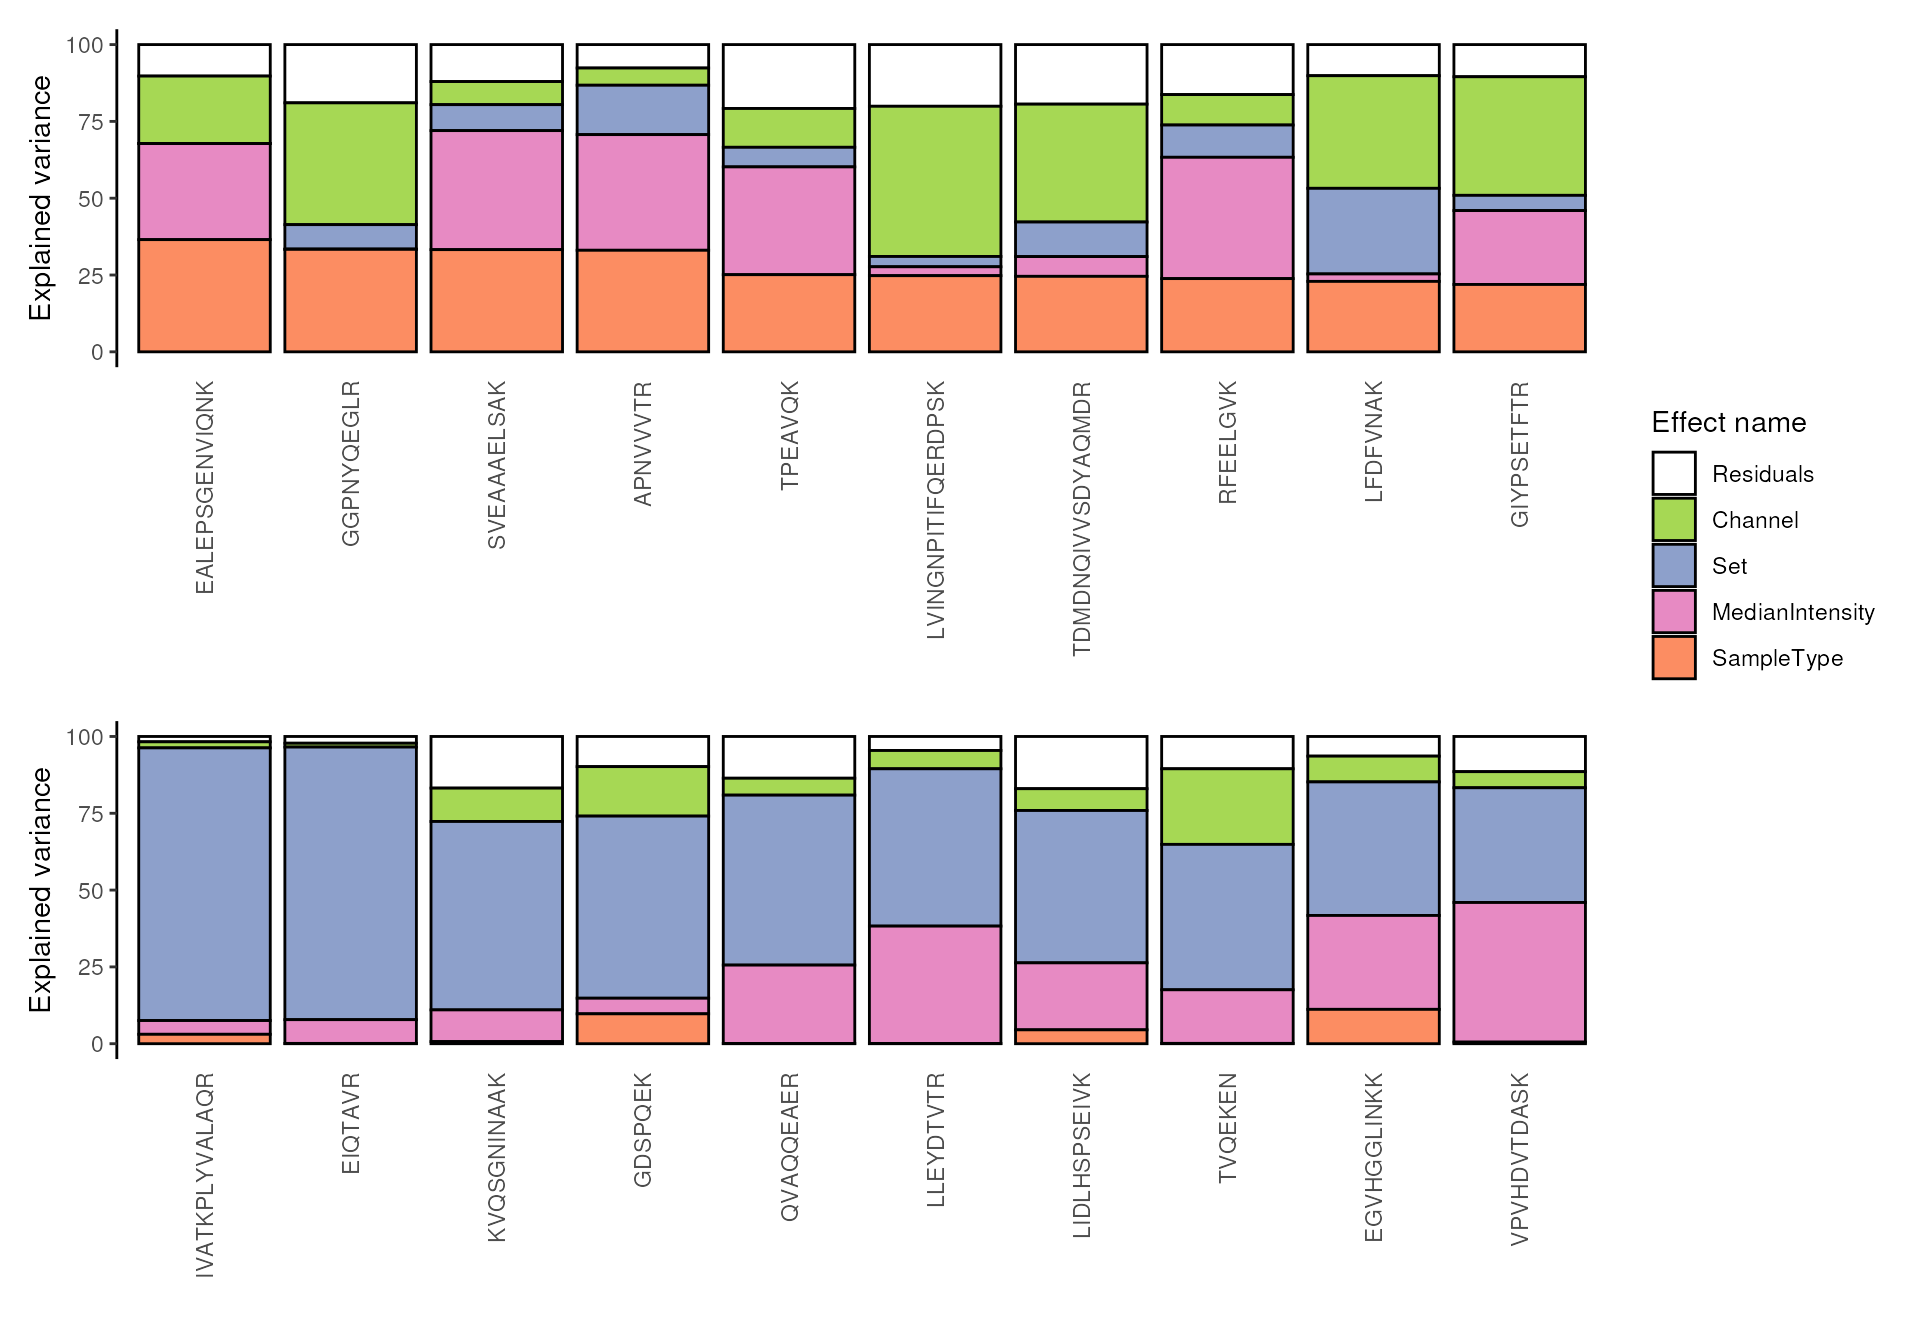 Explained variance
100
75
50
25
0
EALEPSGENVIQNK
GGPNYQEGLR
SVEAAAELSAK
APNVVVTR
TPEAVQK
LVINGNPITIFQERDPSK
TDMDNQIVVSDYAQMDR
RFEELGVK
LFDFVNAK
GIYPSETFTR
Effect name
Residuals
Channel
Set
MedianIntensity
SampleType
Explained variance
100
75
50
25
0
IVATKPLYVALAQR
EIQTAVR
KVQSGNINAAK
GDSPQEK
QVAQQEAER
LLEYDTVTR
LIDLHSPSEIVK
TVQEKEN
EGVHGGLINKK
VPVHDVTDASK